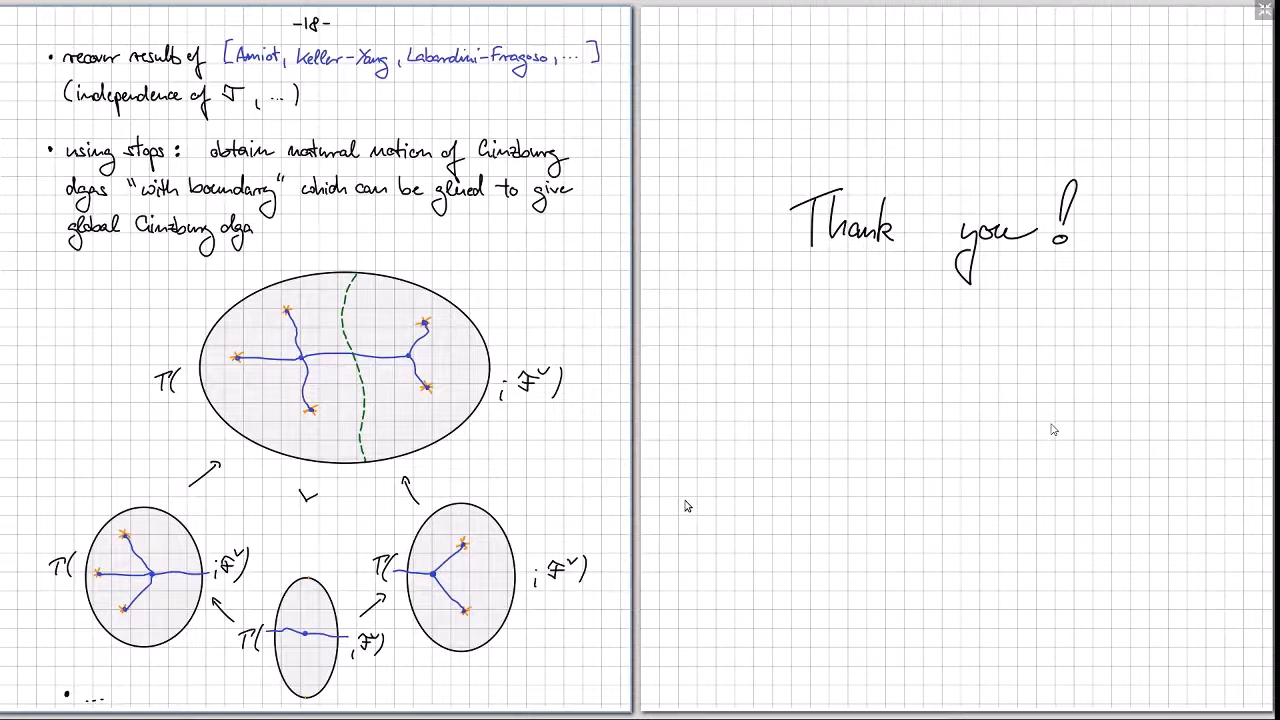 -18-
• recover result of [Amiot, Keller-Yang, Labardini-Fragoso, ...]
(independence of T, ...)
• using stops: obtain natural notion of Ginzburg
dgas "with boundary" which can be glued to give
global Ginzburg dga
Γ( ; F^∨)
Γ( ; F^∨)
Γ( ; F^∨)
Γ( ; F^∨)
• ...
Thank you!